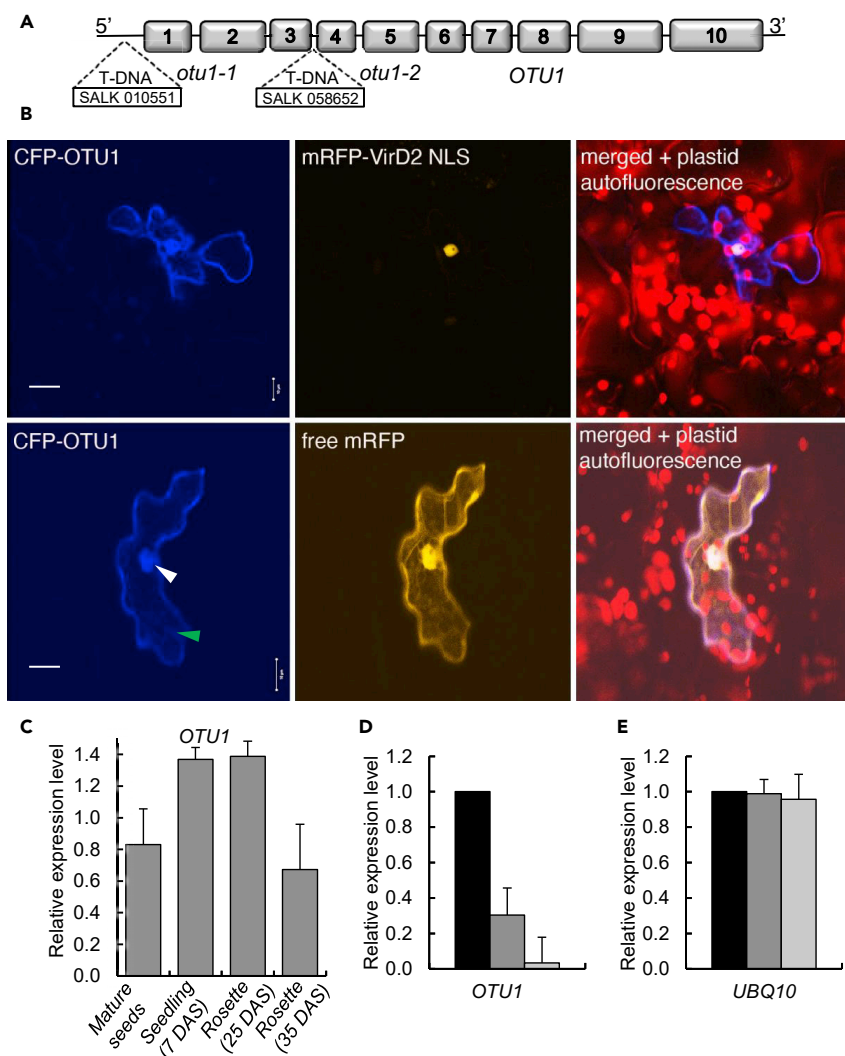 A
5’
1 2 3 4 5 6 7 8 9 10
3’
T-DNA
otu1-1
T-DNA
otu1-2
OTU1
SALK 010551
SALK 058652
B
CFP-OTU1
mRFP-VirD2 NLS
merged + plastid
autofluorescence
CFP-OTU1
free mRFP
merged + plastid
autofluorescence
C
OTU1
Relative expression level
1.4
1.2
1.0
0.8
0.6
0.4
0.2
0.0
Mature
seeds
Seedling
(7 DAS)
Rosette
(25 DAS)
Rosette
(35 DAS)
D
Relative expression level
1.2
1.0
0.8
0.6
0.4
0.2
0.0
OTU1
E
Relative expression level
1.2
1.0
0.8
0.6
0.4
0.2
0.0
UBQ10